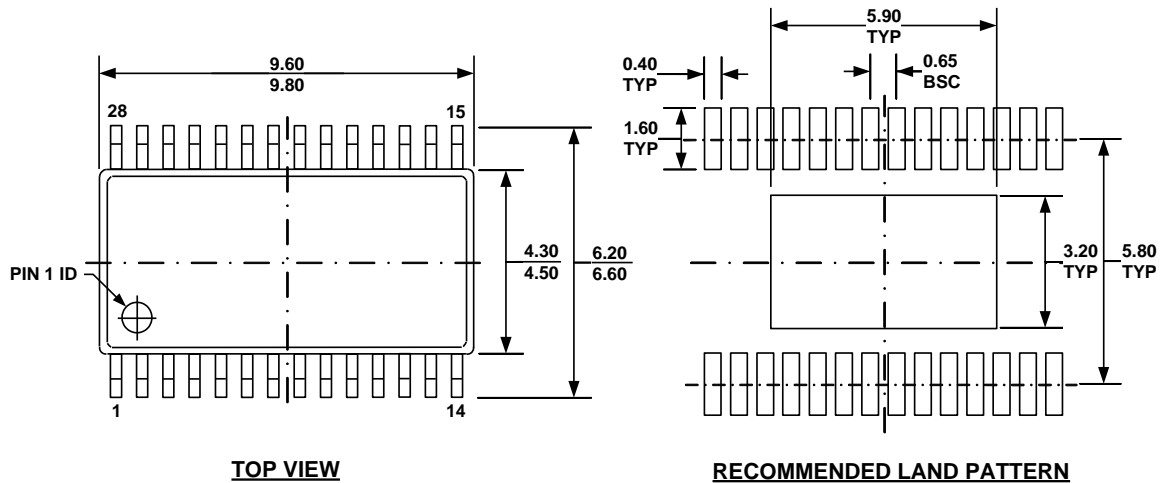 9.60
9.80
28
15
4.30
4.50
6.20
6.60
PIN 1 ID
1
14
TOP VIEW
5.90
TYP
0.40
TYP
0.65
BSC
1.60
TYP
3.20
TYP
5.80
TYP
RECOMMENDED LAND PATTERN